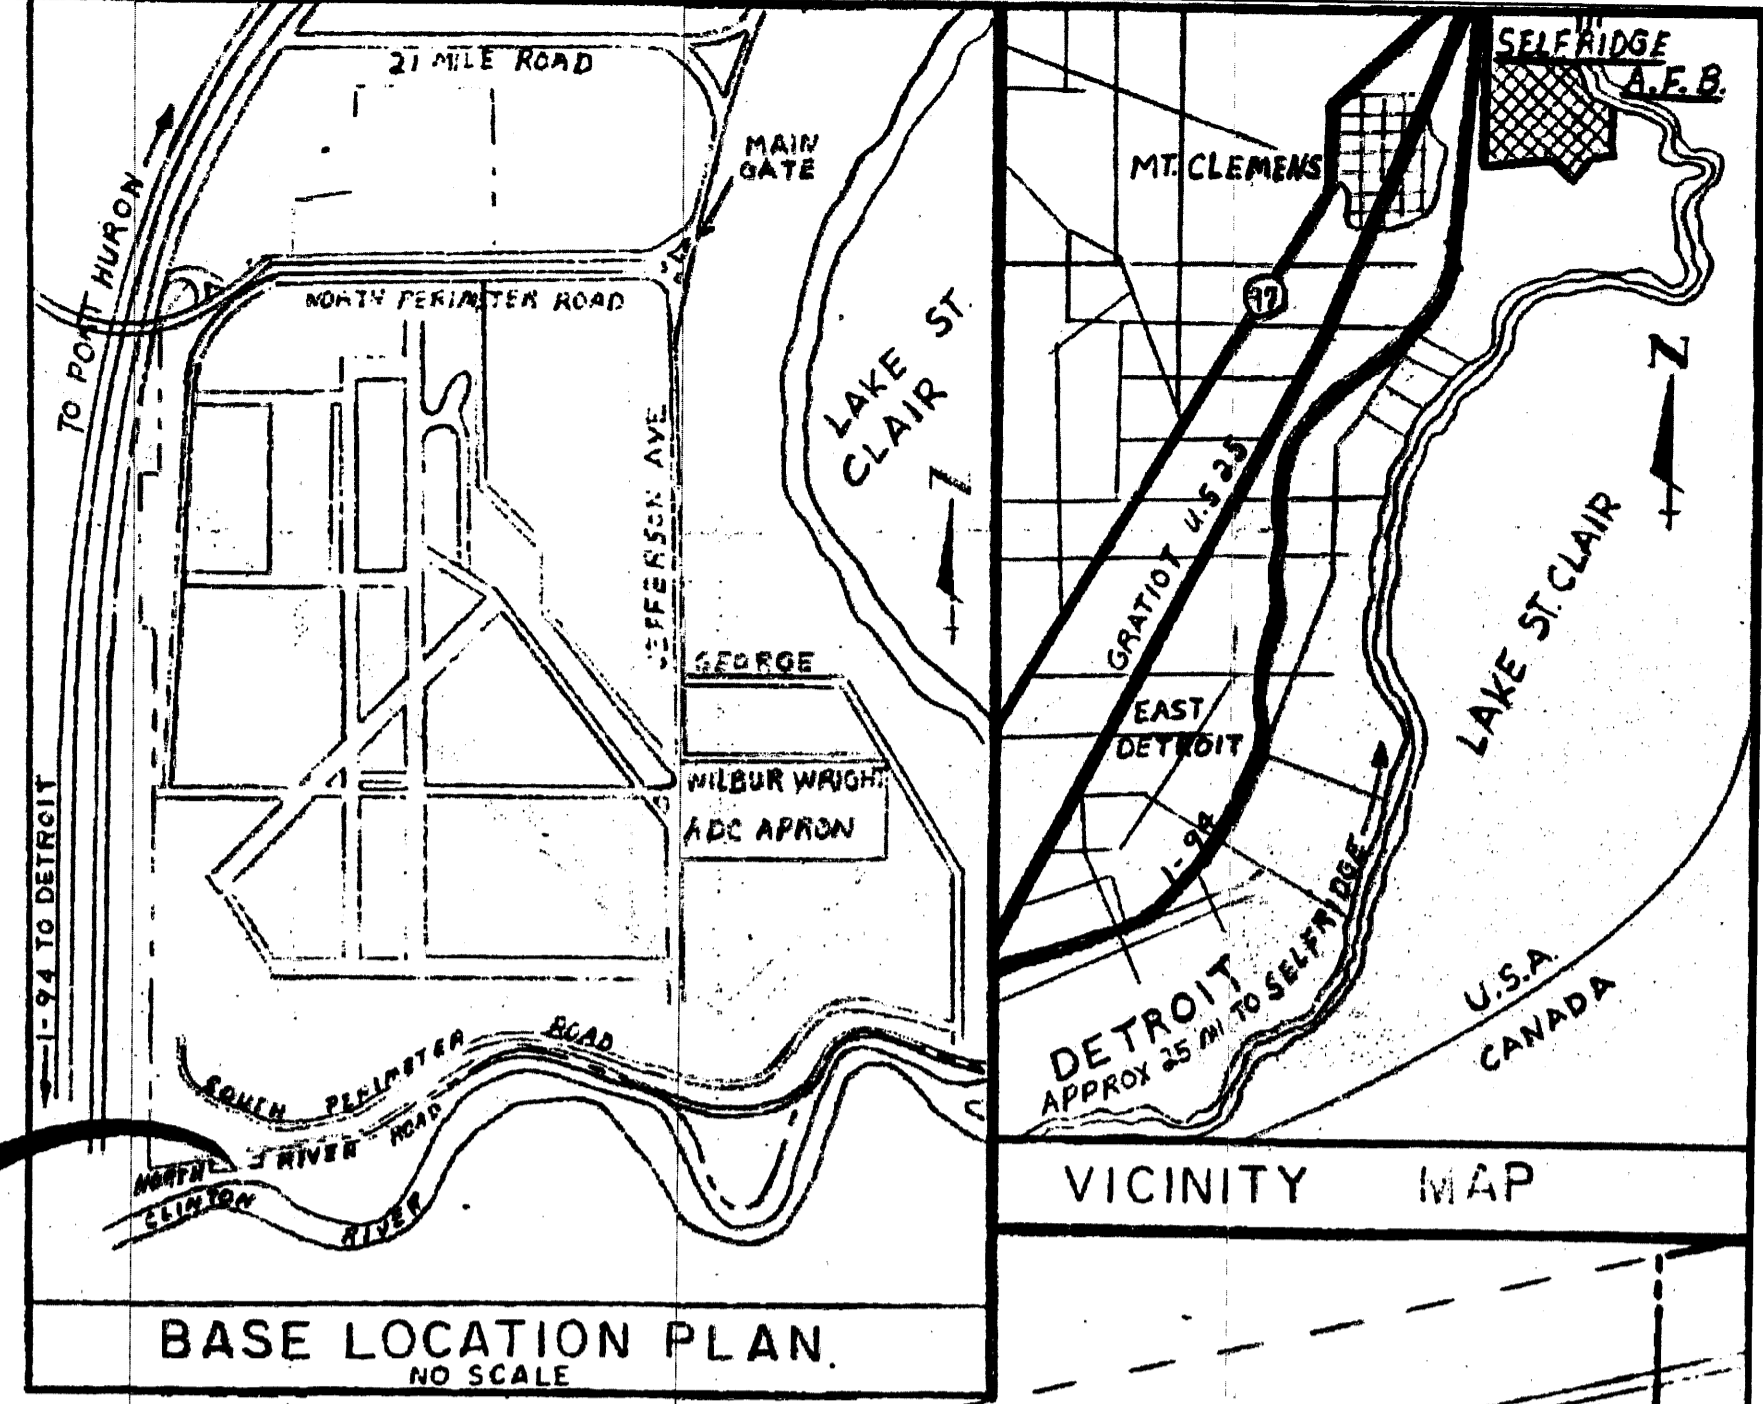 21 MILE ROAD
MAIN
GATE
TO PORT HURON
NORTH PERIMETER ROAD
LAKE ST.
CLAIR
N
JEFFERSON AVE
GEORGE
WILBUR WRIGHT
ADC APRON
I-94 TO DETROIT
SOUTH PERIMETER ROAD
NORTH RIVER ROAD
CLINTON RIVER
C
BASE LOCATION PLAN.
NO SCALE
SELFRIDGE
A.F.B.
MT. CLEMENS
97
N
GRATIOT U.S 25
EAST
DETROIT
I-94
LAKE ST. CLAIR
DETROIT
APPROX 25 MI TO SELFRIDGE
U.S.A.
CANADA
VICINITY MAP